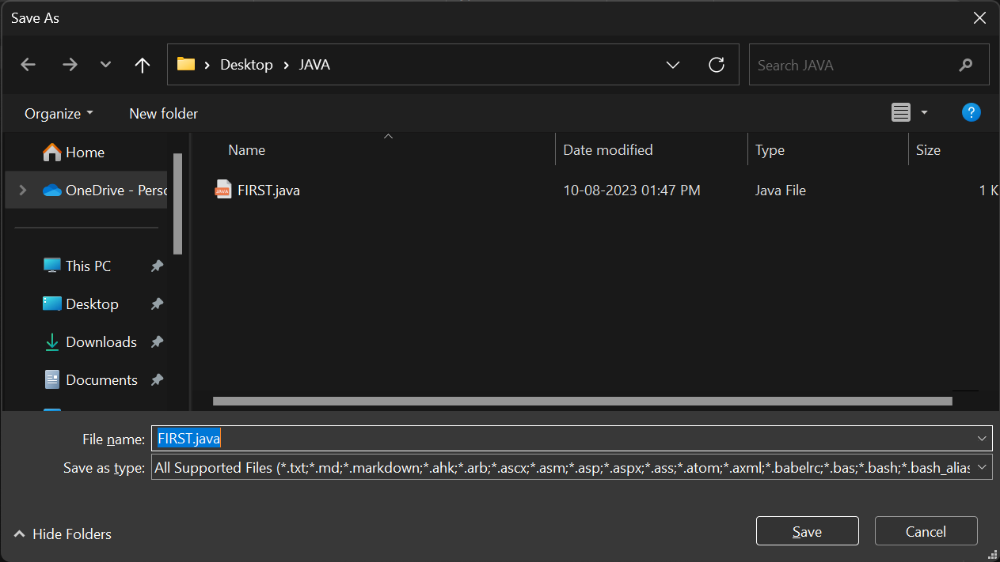 Save As
Desktop > JAVA
Search JAVA
Organize
New folder
?
Name
Date modified
Type
Size
Home
OneDrive - Perso
FIRST.java
10-08-2023 01:47 PM
Java File
1 K
This PC
Desktop
Downloads
Documents
File name: FIRST.java
Save as type: All Supported Files (*.txt;*.md;*.markdown;*.ahk;*.arb;*.ascx;*.asm;*.asp;*.aspx;*.ass;*.atom;*.axml;*.babelrc;*.bas;*.bash;*.bash_alias
Hide Folders
Save
Cancel